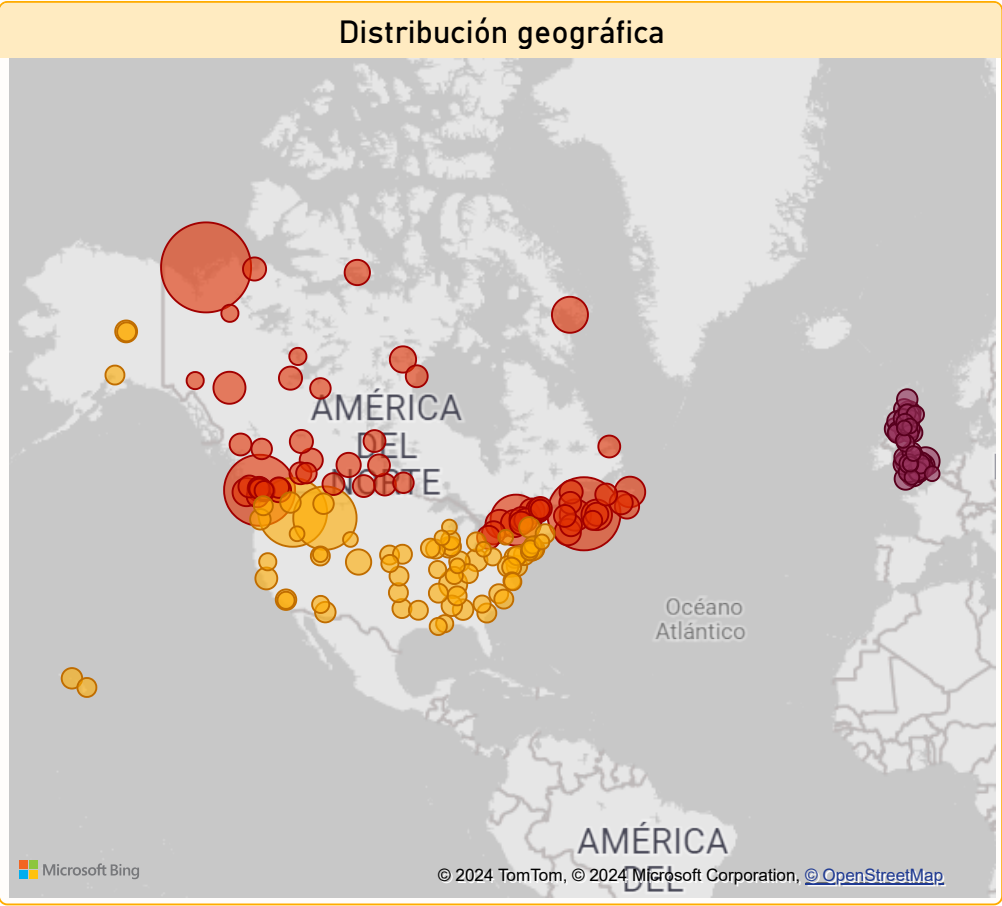 Distribución geográfica
AMÉRICA
DEL
NORTE
Océano
Atlántico
AMÉRICA
DEL
Microsoft Bing
© 2024 TomTom, © 2024 Microsoft Corporation, © OpenStreetMap